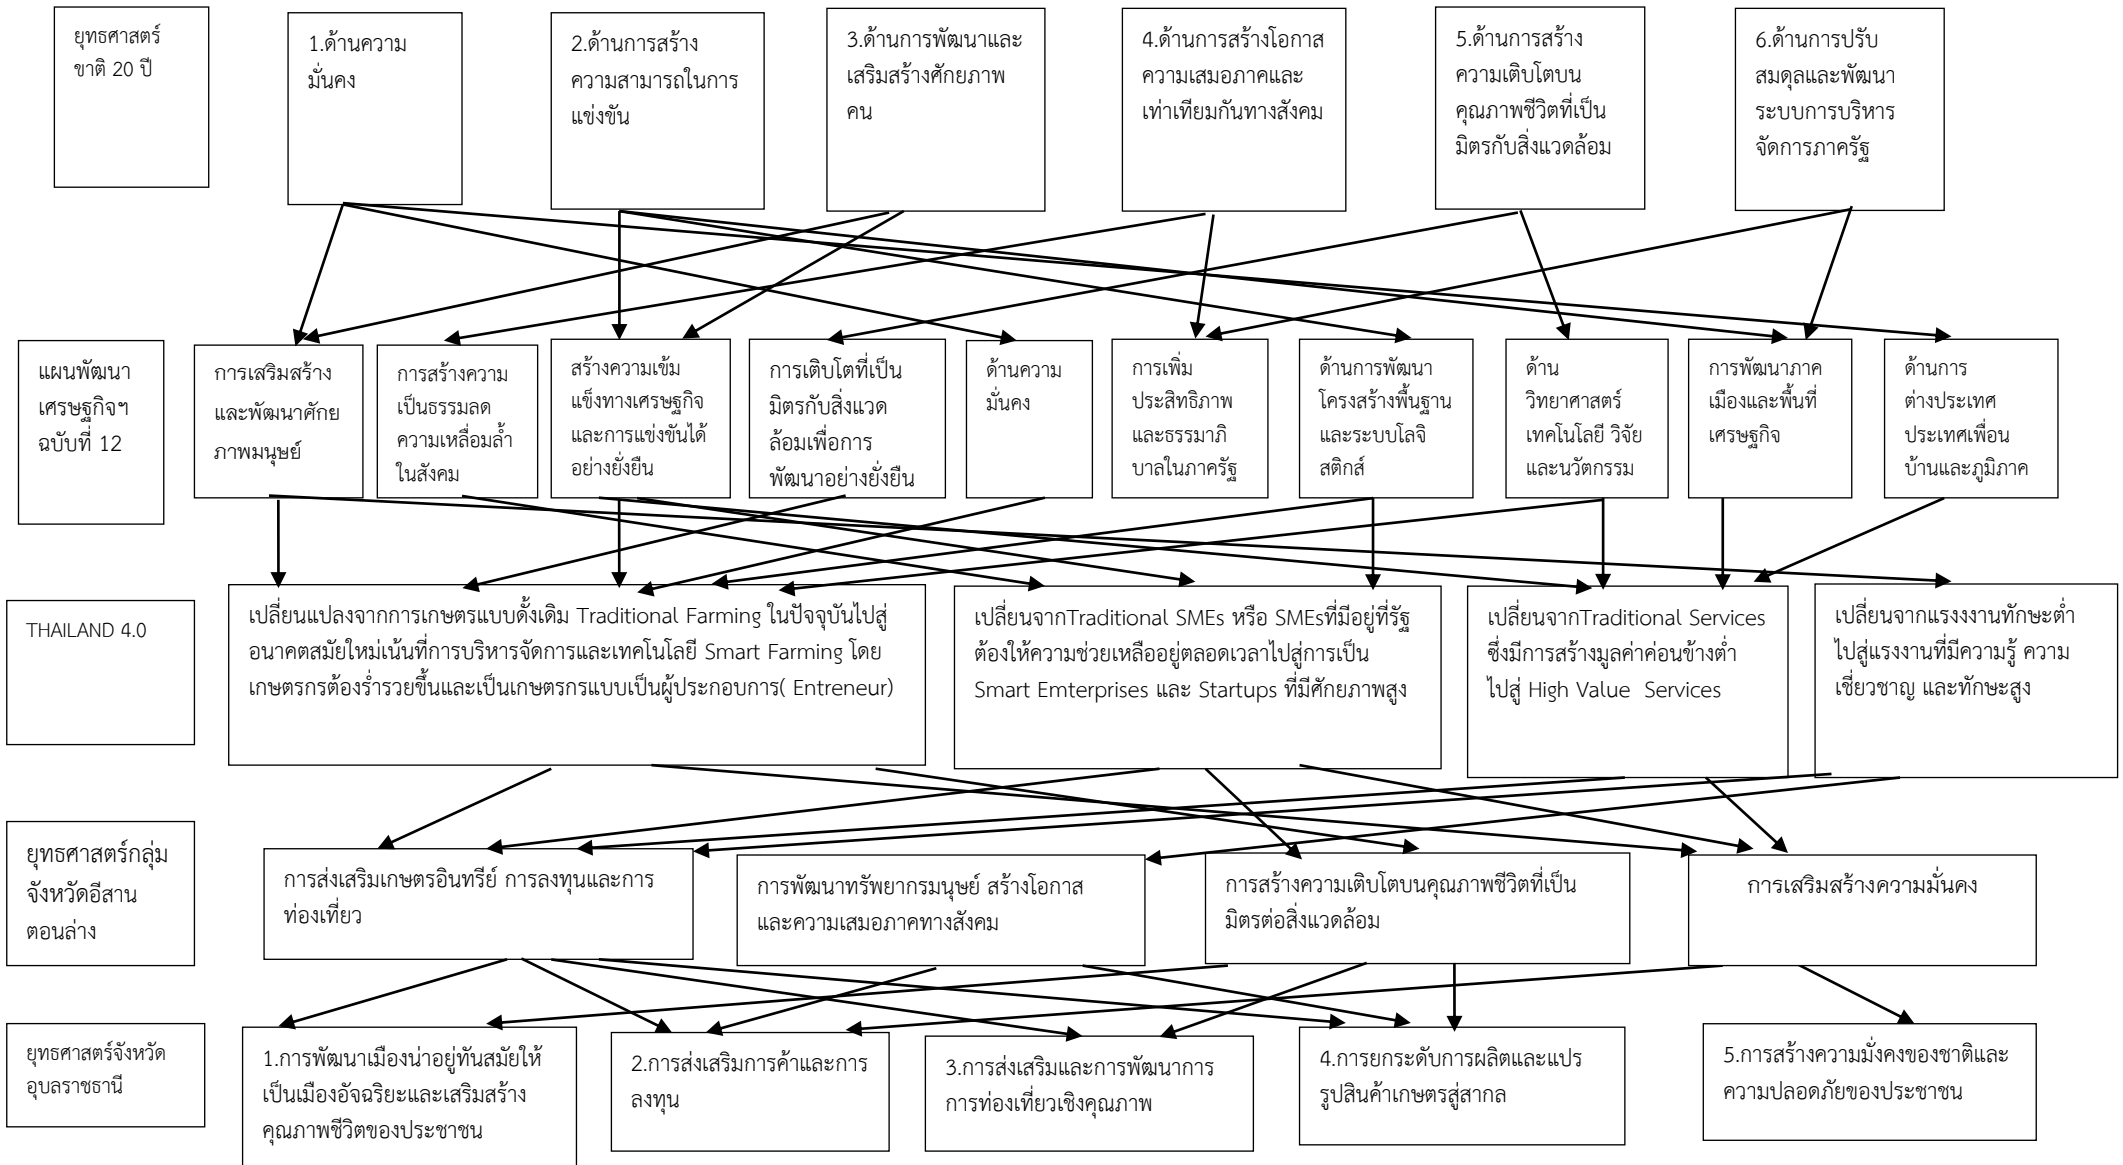 ยุทธศาสตร์
ชาติ 20 ปี
1.ด้านความ
มั่นคง
2.ด้านการสร้าง
ความสามารถในการ
แข่งขัน
3.ด้านการพัฒนาและ
เสริมสร้างศักยภาพ
คน
4.ด้านการสร้างโอกาส
ความเสมอภาคและ
เท่าเทียมกันทางสังคม
5.ด้านการสร้าง
ความเติบโตบน
คุณภาพชีวิตที่เป็น
มิตรกับสิ่งแวดล้อม
6.ด้านการปรับ
สมดุลและพัฒนา
ระบบการบริหาร
จัดการภาครัฐ
แผนพัฒนา
เศรษฐกิจฯ
ฉบับที่ 12
การเสริมสร้าง
และพัฒนาศักย
ภาพมนุษย์
การสร้างความ
เป็นธรรมลด
ความเหลื่อมล้ำ
ในสังคม
สร้างความเข้ม
แข็งทางเศรษฐกิจ
และการแข่งขันได้
อย่างยั่งยืน
การเติบโตที่เป็น
มิตรกับสิ่งแวด
ล้อมเพื่อการ
พัฒนาอย่างยั่งยืน
ด้านความ
มั่นคง
การเพิ่ม
ประสิทธิภาพ
และธรรมาภิ
บาลในภาครัฐ
ด้านการพัฒนา
โครงสร้างพื้นฐาน
และระบบโลจิ
สติกส์
ด้าน
วิทยาศาสตร์
เทคโนโลยี วิจัย
และนวัตกรรม
การพัฒนาภาค
เมืองและพื้นที่
เศรษฐกิจ
ด้านการ
ต่างประเทศ
ประเทศเพื่อน
บ้านและภูมิภาค
THAILAND 4.0
เปลี่ยนแปลงจากการเกษตรแบบดั้งเดิม Traditional Farming ในปัจจุบันไปสู่
อนาคตสมัยใหม่เน้นที่การบริหารจัดการและเทคโนโลยี Smart Farming โดย
เกษตรกรต้องร่ำรวยขึ้นและเป็นเกษตรกรแบบเป็นผู้ประกอบการ( Entreneur)
เปลี่ยนจากTraditional SMEs หรือ SMEsที่มีอยู่ที่รัฐ
ต้องให้ความช่วยเหลืออยู่ตลอดเวลาไปสู่การเป็น
Smart Emterprises และ Startups ที่มีศักยภาพสูง
เปลี่ยนจากTraditional Services
ซึ่งมีการสร้างมูลค่าค่อนข้างต่ำ
ไปสู่ High Value  Services
เปลี่ยนจากแรงงงานทักษะต่ำ
ไปสู่แรงงานที่มีความรู้ ความ
เชี่ยวชาญ และทักษะสูง
ยุทธศาสตร์กลุ่ม
จังหวัดอีสาน
ตอนล่าง
การส่งเสริมเกษตรอินทรีย์ การลงทุนและการ
ท่องเที่ยว
การพัฒนาทรัพยากรมนุษย์ สร้างโอกาส
และความเสมอภาคทางสังคม
การสร้างความเติบโตบนคุณภาพชีวิตที่เป็น
มิตรต่อสิ่งแวดล้อม
การเสริมสร้างความมั่นคง
ยุทธศาสตร์จังหวัด
อุบลราชธานี
1.การพัฒนาเมืองน่าอยู่ทันสมัยให้
เป็นเมืองอัจฉริยะและเสริมสร้าง
คุณภาพชีวิตของประชาชน
2.การส่งเสริมการค้าและการ
ลงทุน
3.การส่งเสริมและการพัฒนาการ
การท่องเที่ยวเชิงคุณภาพ
4.การยกระดับการผลิตและแปร
รูปสินค้าเกษตรสู่สากล
5.การสร้างความมั่งคงของชาติและ
ความปลอดภัยของประชาชน